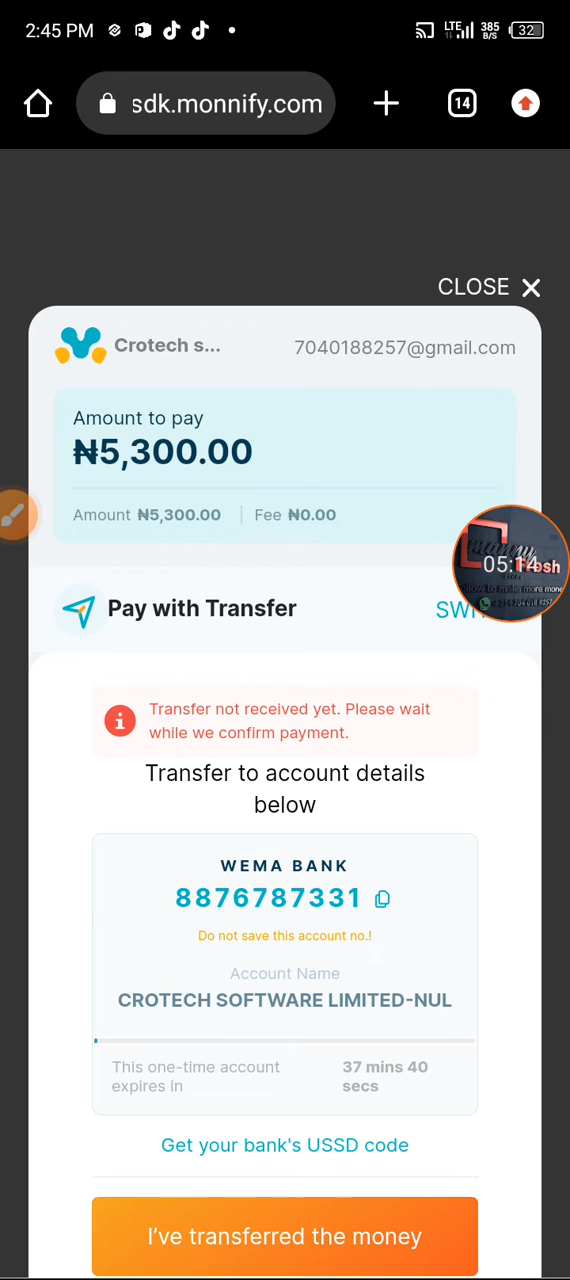 2:45 PM
LTE
385
B/S
32
sdk.monnify.com
14
CLOSE
Crotech s...
7040188257@gmail.com
Amount to pay
₦5,300.00
Amount ₦5,300.00 | Fee ₦0.00
05:14
Pay with Transfer
Transfer not received yet. Please wait
while we confirm payment.
Transfer to account details
below
WEMA BANK
8876787331
Do not save this account no.!
Account Name
CROTECH SOFTWARE LIMITED-NUL
This one-time account
expires in
37 mins 40
secs
Get your bank's USSD code
I've transferred the money